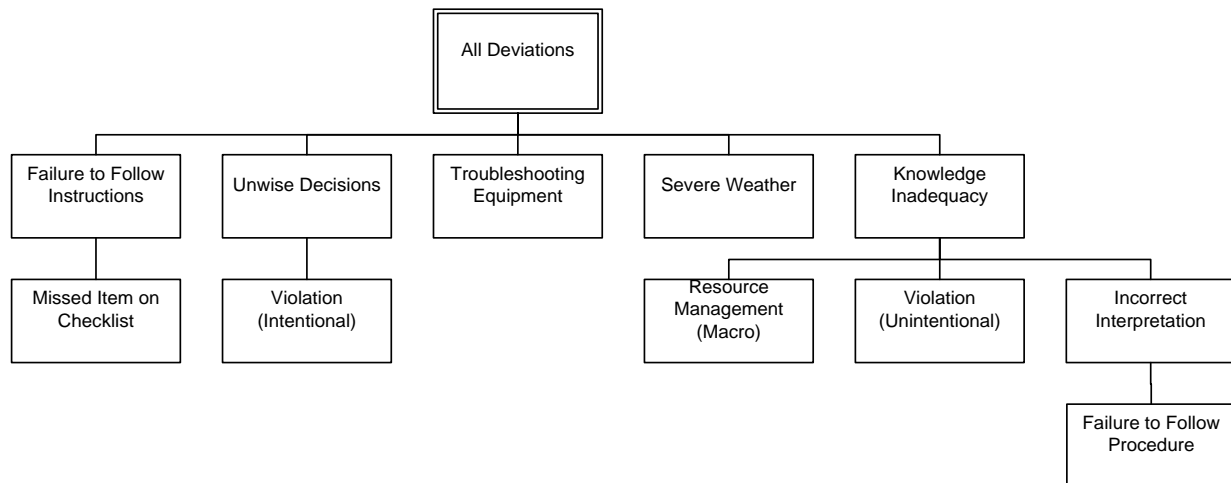 All Deviations
Failure to Follow
Instructions
Unwise Decisions
Troubleshooting
Equipment
Severe Weather
Knowledge
Inadequacy
Missed Item on
Checklist
Violation
(Intentional)
Resource
Management
(Macro)
Violation
(Unintentional)
Incorrect
Interpretation
Failure to Follow
Procedure